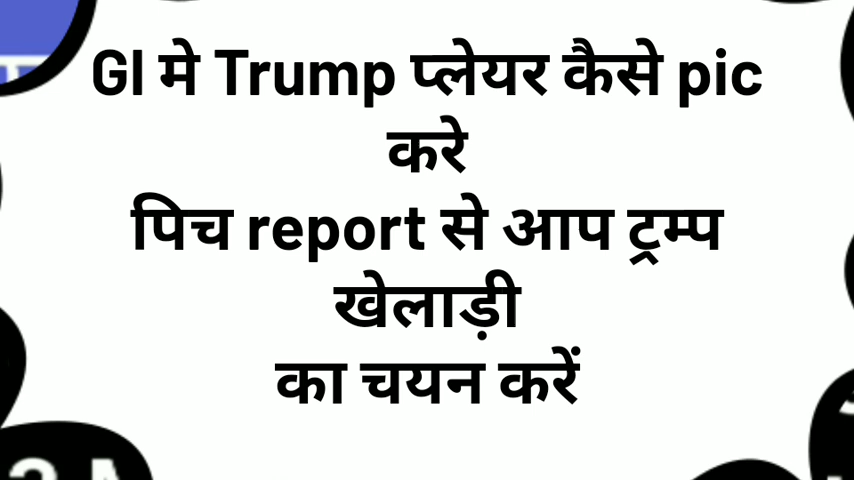 GI मे Trump प्लेयर कैसे pic
करे
पिच report से आप ट्रम्प
खेलाड़ी
का चयन करें